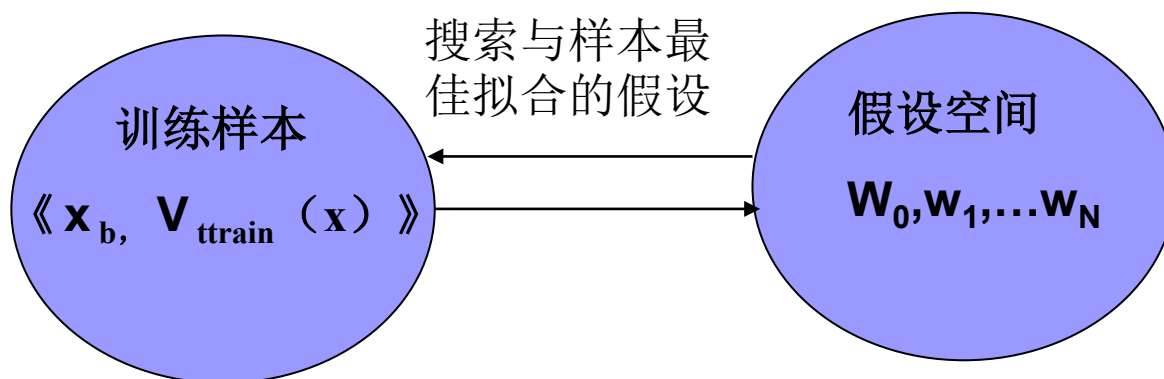 搜索与样本最
佳拟合的假设
训练样本
《x b, V ttrain（x）》
假设空间
W0,w1,…wN